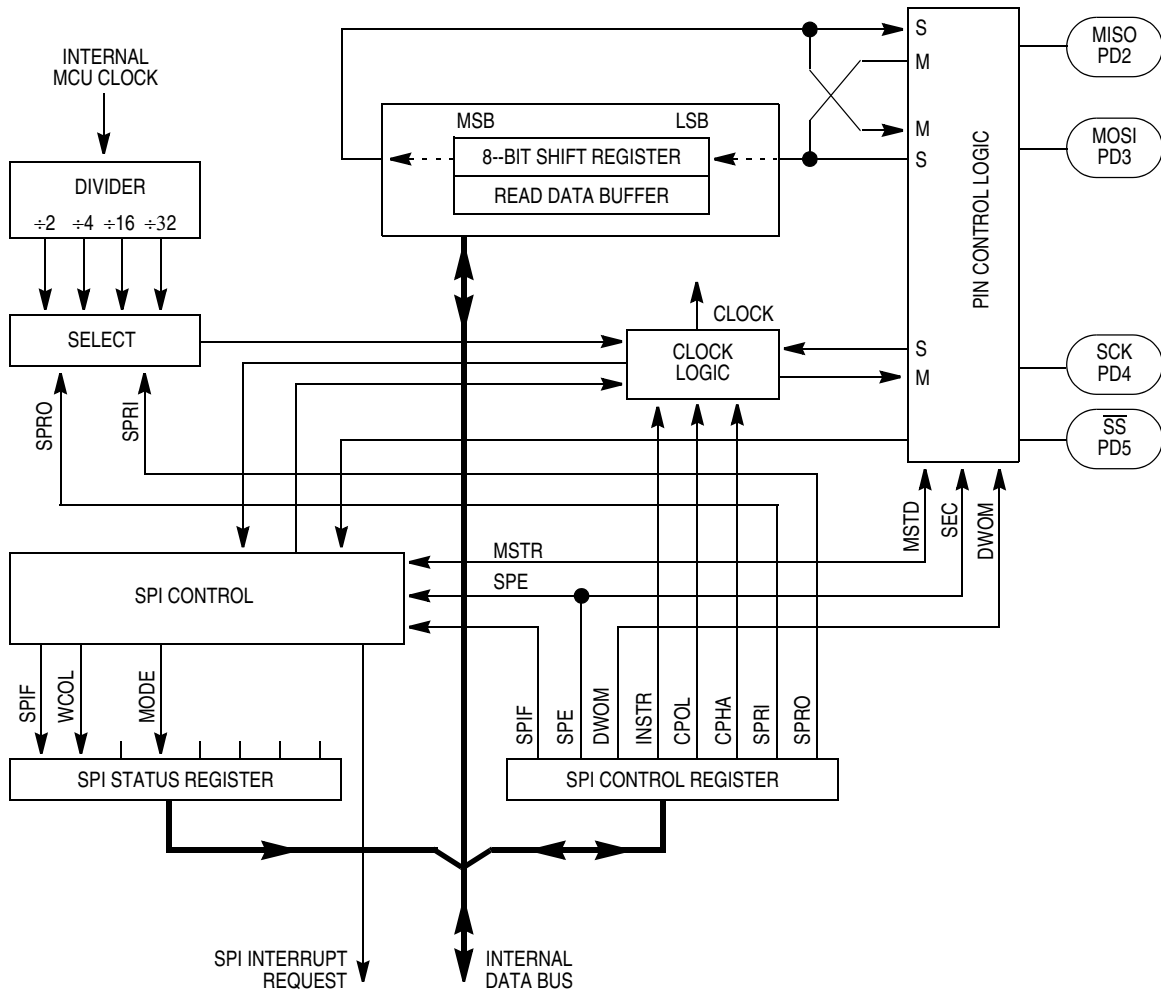 INTERNAL
MCU CLOCK
DIVIDER
÷2 ÷4 ÷16 ÷32
SELECT
SPRO
SPRI
MSB LSB
8--BIT SHIFT REGISTER
READ DATA BUFFER
CLOCK
CLOCK
LOGIC
S
M
M
S
S
M
PIN CONTROL LOGIC
MISO
PD2
MOSI
PD3
SCK
PD4
SS
PD5
MSTD
SEC
DWOM
MSTR
SPE
SPI CONTROL
SPIF
WCOL
MODE
SPI STATUS REGISTER
SPIF
SPE
DWOM
INSTR
CPOL
CPHA
SPRI
SPRO
SPI CONTROL REGISTER
SPI INTERRUPT
REQUEST
INTERNAL
DATA BUS